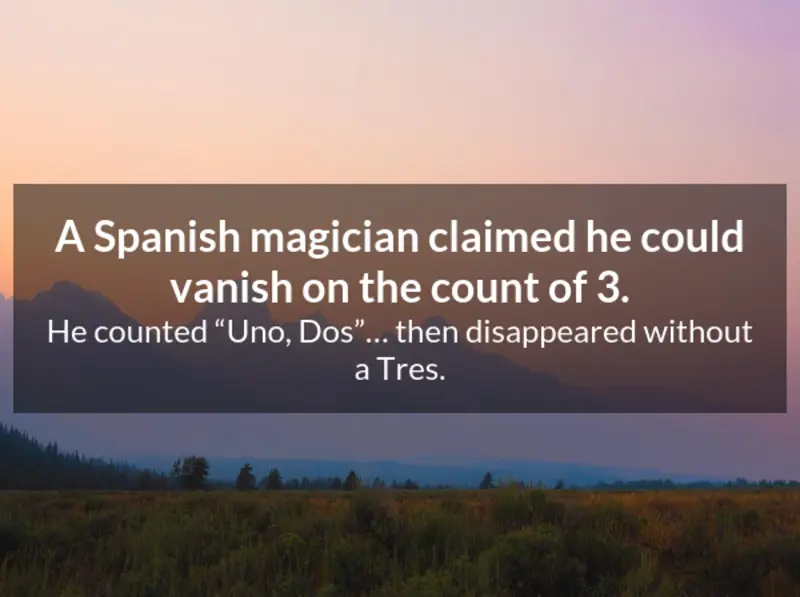 A Spanish magician claimed he could
vanish on the count of 3.
He counted “Uno, Dos”... then disappeared without
a Tres.